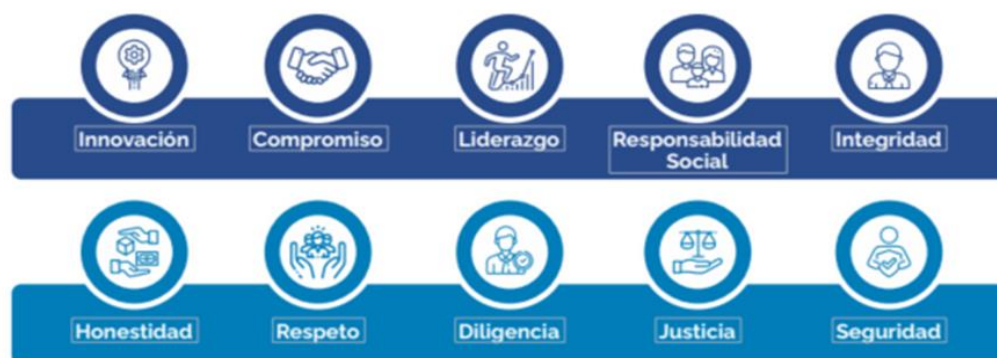 Innovación
Compromiso
Liderazgo
Responsabilidad
Social
Integridad
Honestidad
Respeto
Diligencia
Justicia
Seguridad